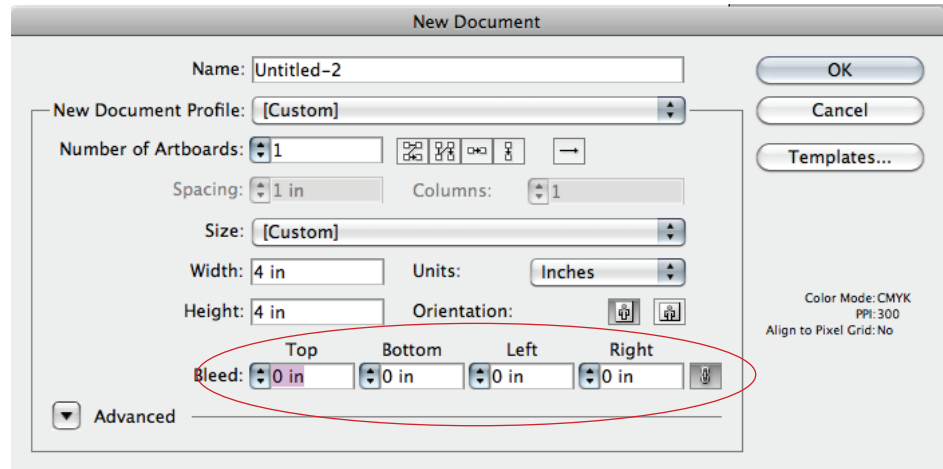 New Document
Name: Untitled-2
OK
New Document Profile: [Custom]
Cancel
Number of Artboards: 1
Templates...
Spacing: 1 in Columns: 1
Size: [Custom]
Width: 4 in Units: Inches
Height: 4 in Orientation:
Color Mode: CMYK
PPI: 300
Align to Pixel Grid: No
Top Bottom Left Right
Bleed: 0 in 0 in 0 in 0 in
Advanced